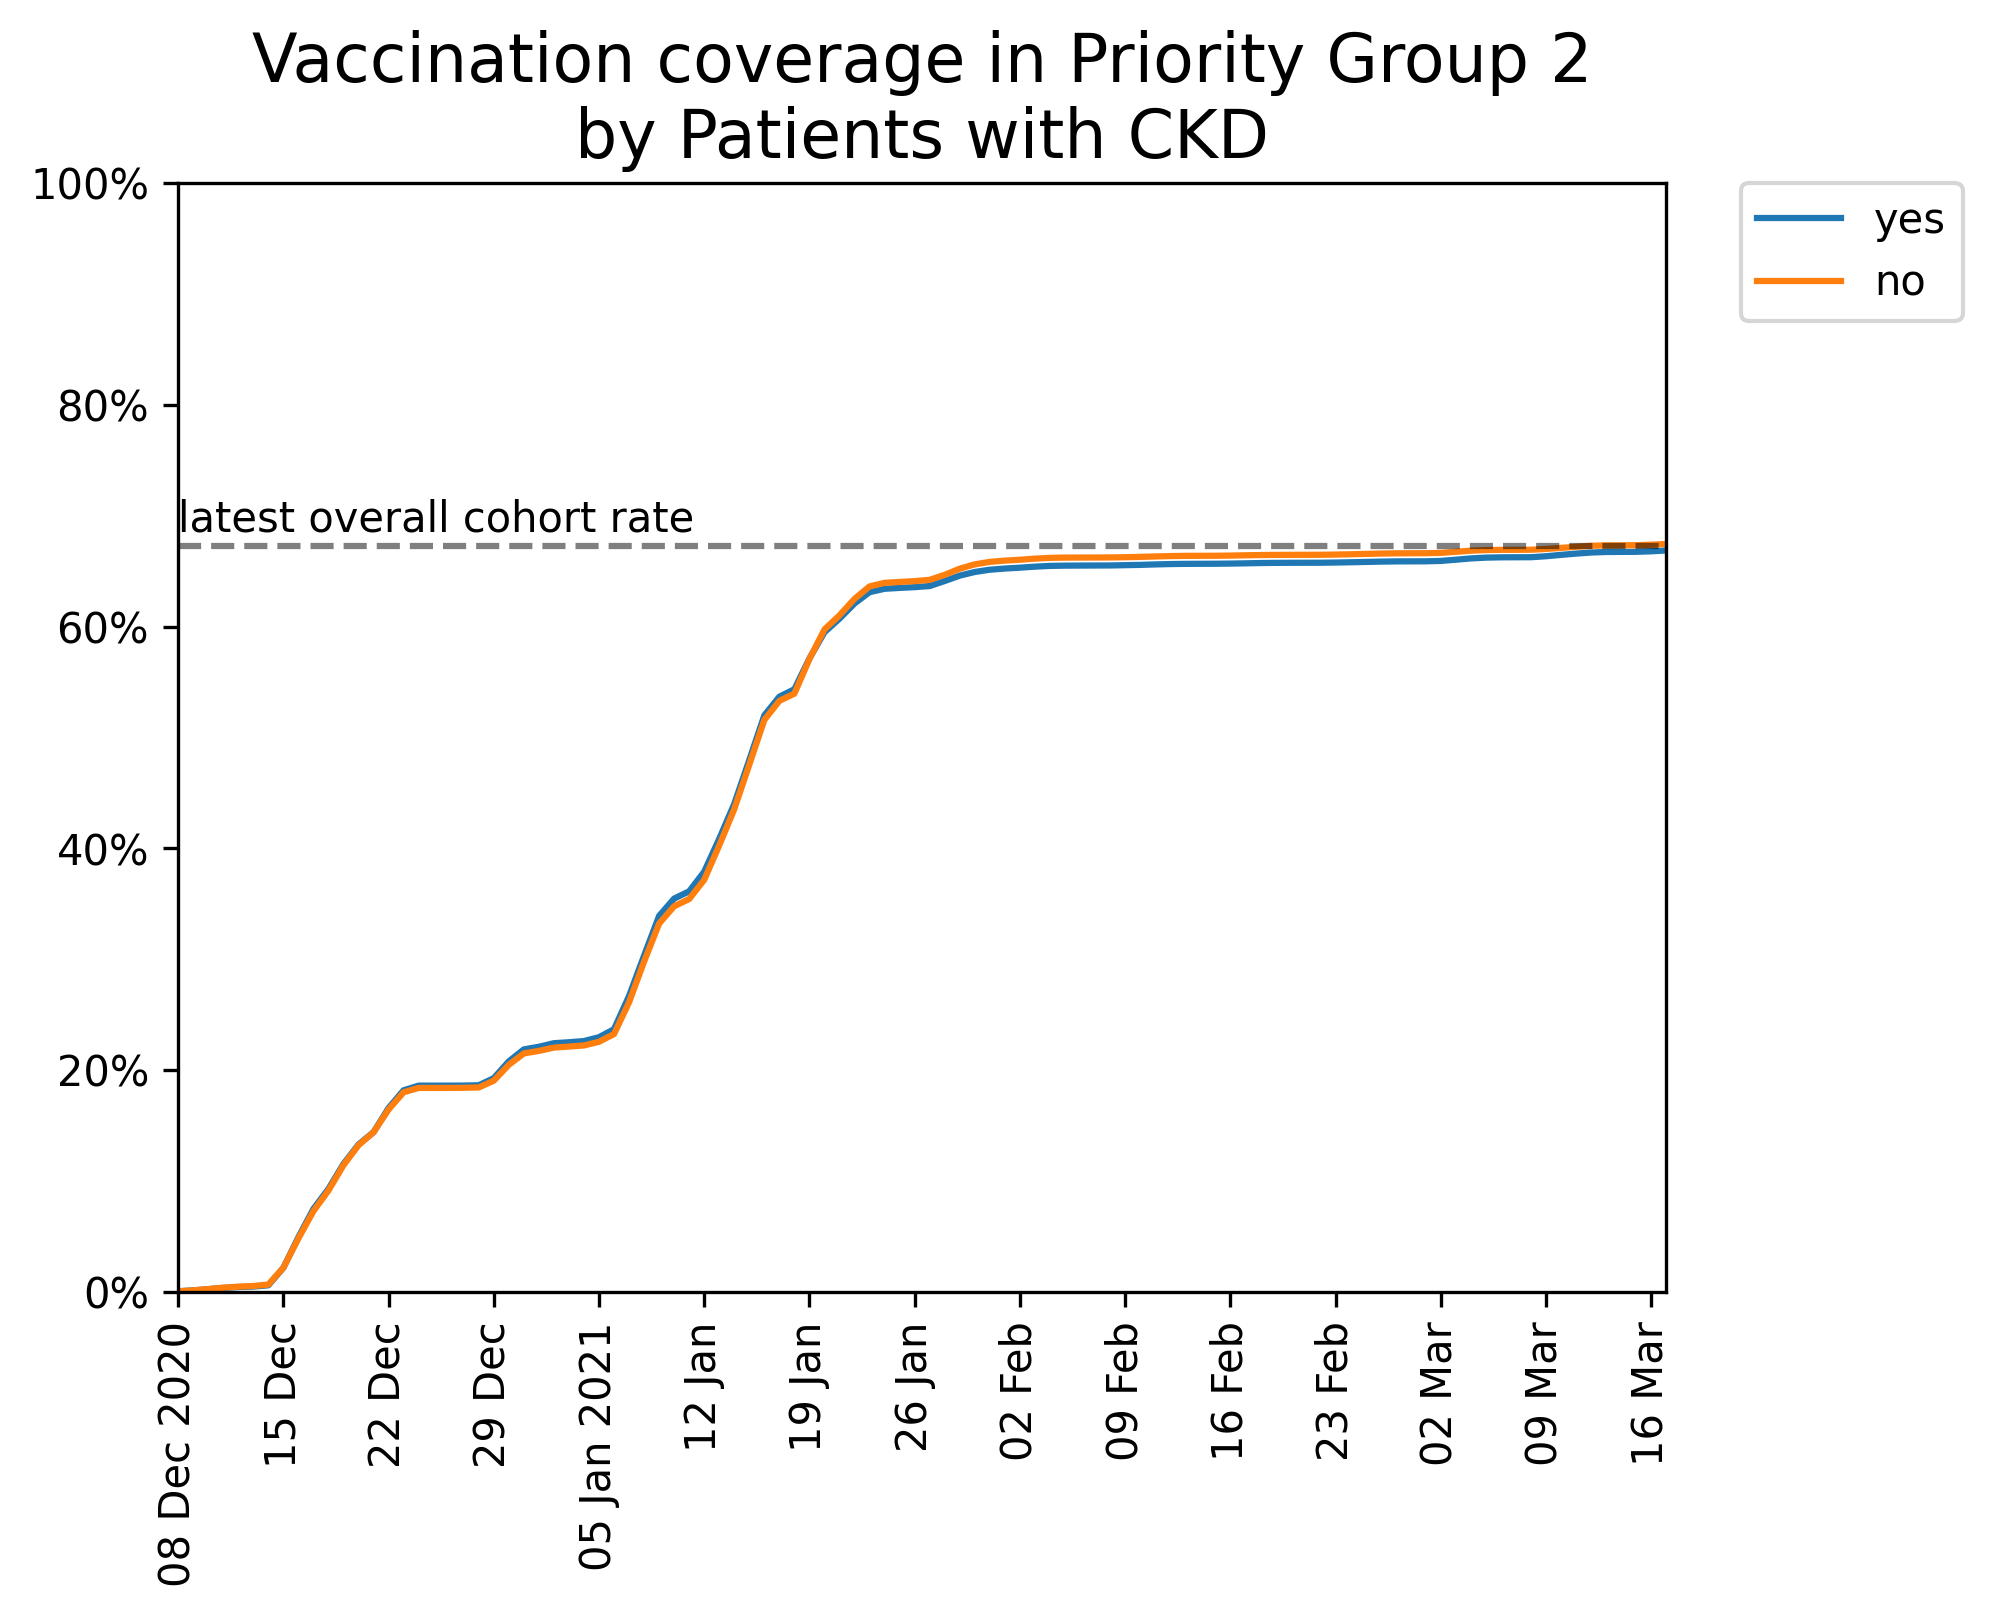 Vaccination coverage in Priority Group 2
by Patients with CKD
100%
80%
60%
40%
20%
0%
latest overall cohort rate
yes
no
08 Dec 2020
15 Dec
22 Dec
29 Dec
05 Jan 2021
12 Jan
19 Jan
26 Jan
02 Feb
09 Feb
16 Feb
23 Feb
02 Mar
09 Mar
16 Mar